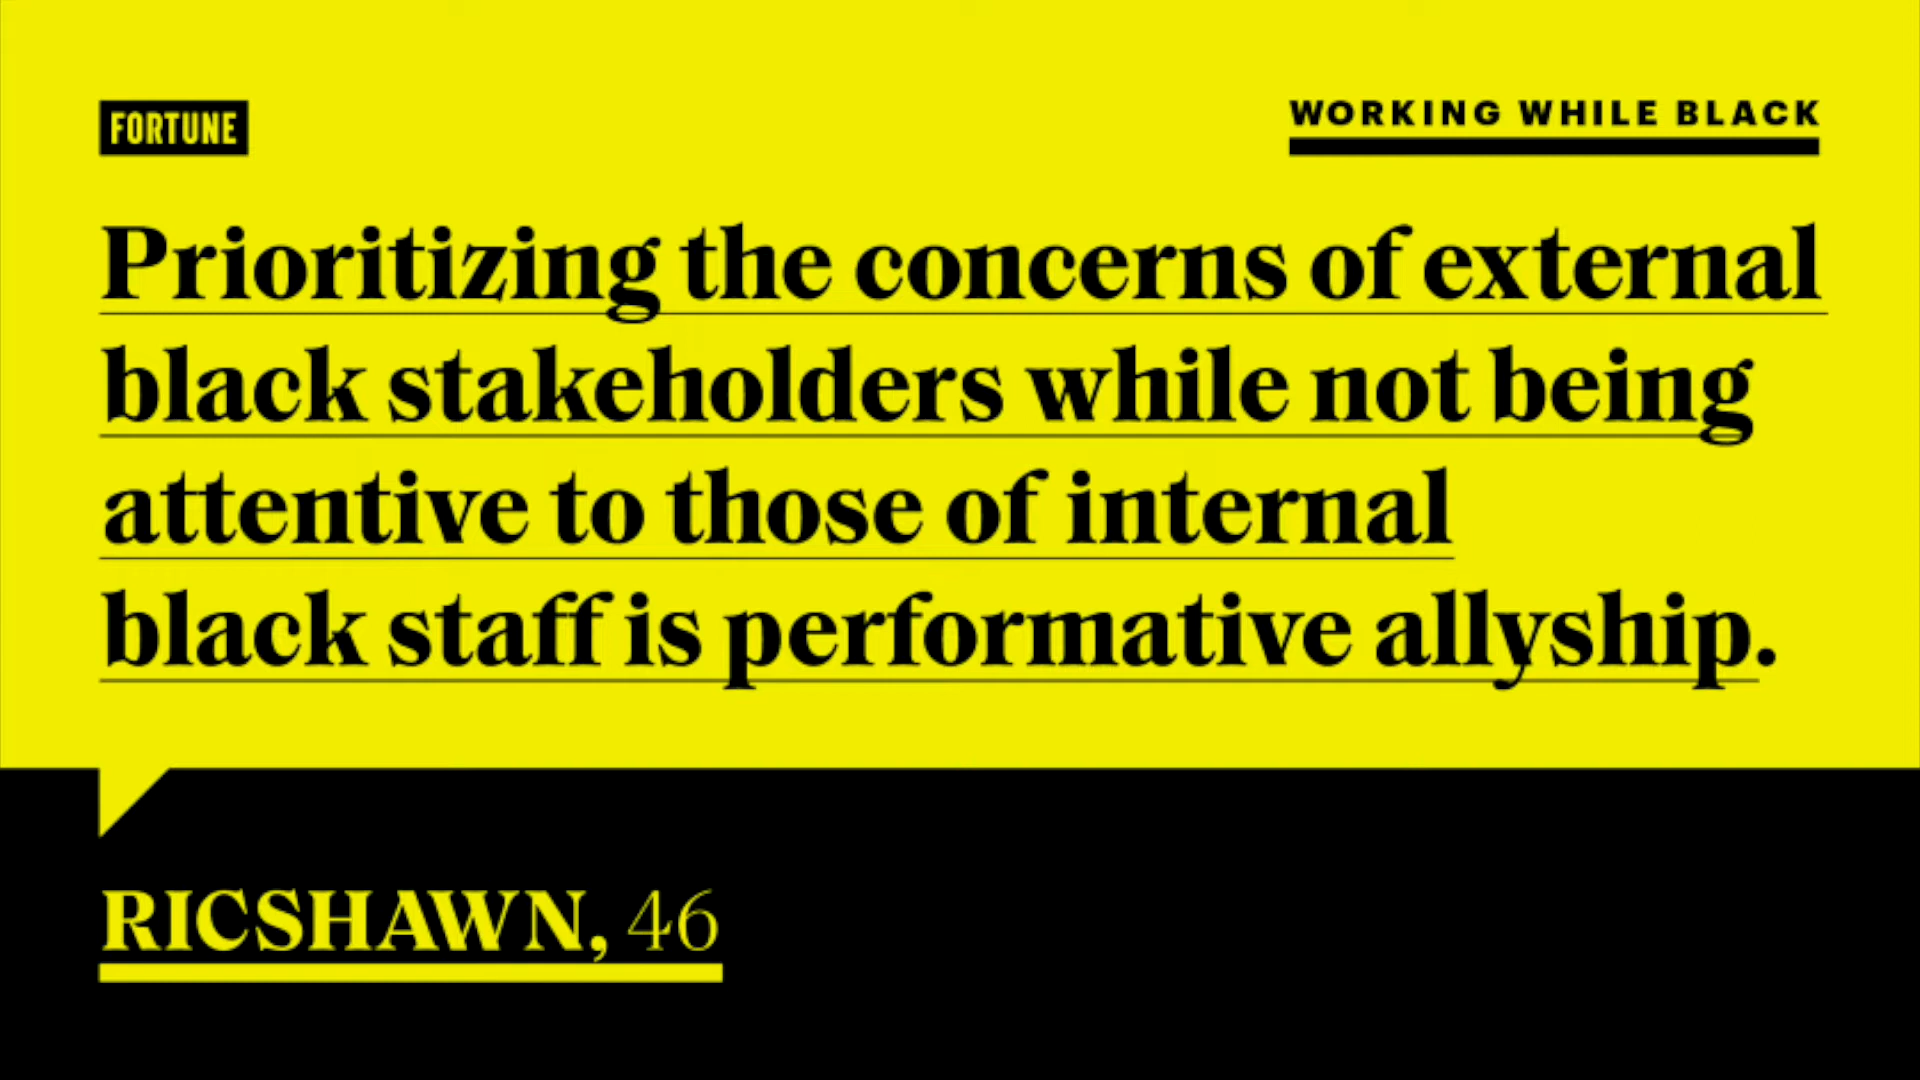 FORTUNE
WORKING WHILE BLACK
Prioritizing the concerns of external
black stakeholders while not being
attentive to those of internal
black staff is performative allyship.
RICSHAWN, 46